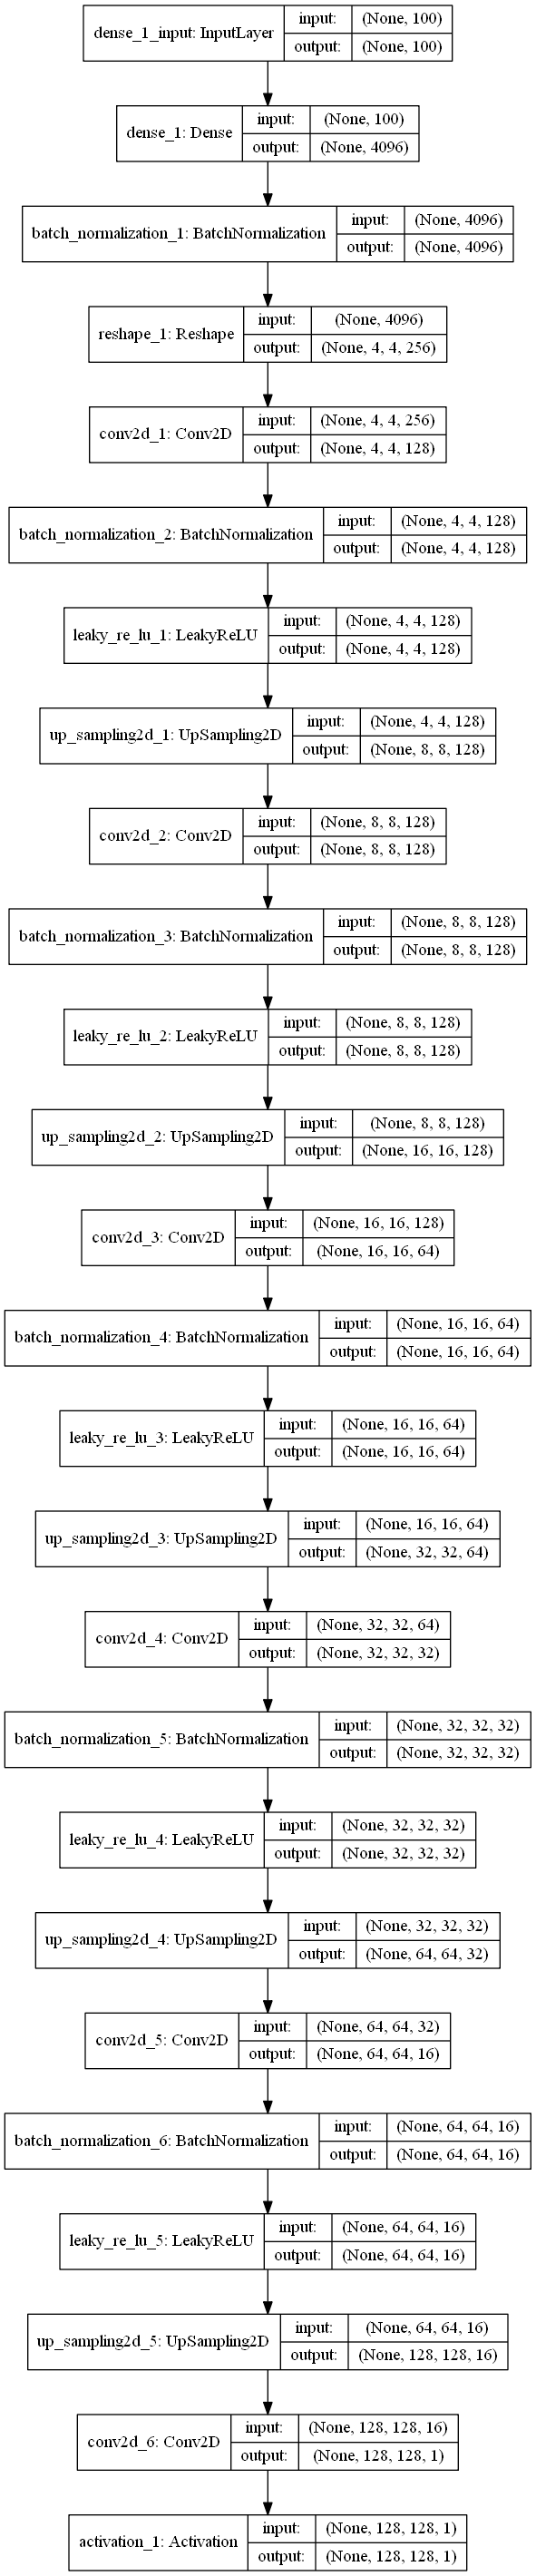 dense_1_input: InputLayer input: (None, 100)
output: (None, 100)
dense_1: Dense input: (None, 100)
output: (None, 4096)
batch_normalization_1: BatchNormalization input: (None, 4096)
output: (None, 4096)
reshape_1: Reshape input: (None, 4096)
output: (None, 4, 4, 256)
conv2d_1: Conv2D input: (None, 4, 4, 256)
output: (None, 4, 4, 128)
batch_normalization_2: BatchNormalization input: (None, 4, 4, 128)
output: (None, 4, 4, 128)
leaky_re_lu_1: LeakyReLU input: (None, 4, 4, 128)
output: (None, 4, 4, 128)
up_sampling2d_1: UpSampling2D input: (None, 4, 4, 128)
output: (None, 8, 8, 128)
conv2d_2: Conv2D input: (None, 8, 8, 128)
output: (None, 8, 8, 128)
batch_normalization_3: BatchNormalization input: (None, 8, 8, 128)
output: (None, 8, 8, 128)
leaky_re_lu_2: LeakyReLU input: (None, 8, 8, 128)
output: (None, 8, 8, 128)
up_sampling2d_2: UpSampling2D input: (None, 8, 8, 128)
output: (None, 16, 16, 128)
conv2d_3: Conv2D input: (None, 16, 16, 128)
output: (None, 16, 16, 64)
batch_normalization_4: BatchNormalization input: (None, 16, 16, 64)
output: (None, 16, 16, 64)
leaky_re_lu_3: LeakyReLU input: (None, 16, 16, 64)
output: (None, 16, 16, 64)
up_sampling2d_3: UpSampling2D input: (None, 16, 16, 64)
output: (None, 32, 32, 64)
conv2d_4: Conv2D input: (None, 32, 32, 64)
output: (None, 32, 32, 32)
batch_normalization_5: BatchNormalization input: (None, 32, 32, 32)
output: (None, 32, 32, 32)
leaky_re_lu_4: LeakyReLU input: (None, 32, 32, 32)
output: (None, 32, 32, 32)
up_sampling2d_4: UpSampling2D input: (None, 32, 32, 32)
output: (None, 64, 64, 32)
conv2d_5: Conv2D input: (None, 64, 64, 32)
output: (None, 64, 64, 16)
batch_normalization_6: BatchNormalization input: (None, 64, 64, 16)
output: (None, 64, 64, 16)
leaky_re_lu_5: LeakyReLU input: (None, 64, 64, 16)
output: (None, 64, 64, 16)
up_sampling2d_5: UpSampling2D input: (None, 64, 64, 16)
output: (None, 128, 128, 16)
conv2d_6: Conv2D input: (None, 128, 128, 16)
output: (None, 128, 128, 1)
activation_1: Activation input: (None, 128, 128, 1)
output: (None, 128, 128, 1)